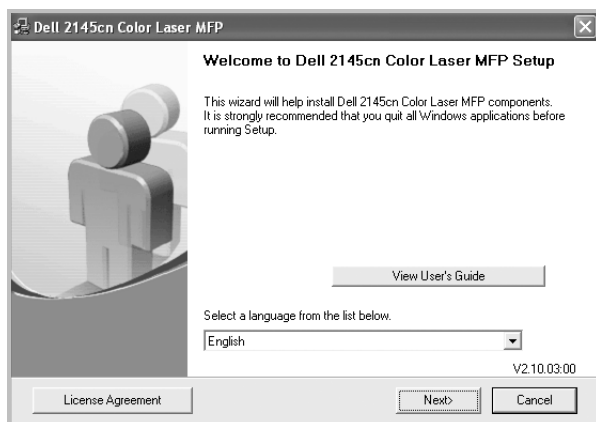 Dell 2145cn Color Laser MFP
Welcome to Dell 2145cn Color Laser MFP Setup
This wizard will help install Dell 2145cn Color Laser MFP components.
It is strongly recommended that you quit all Windows applications before
running Setup.
View User's Guide
Select a language from the list below.
English
V2.10.03:00
License Agreement
Next>
Cancel